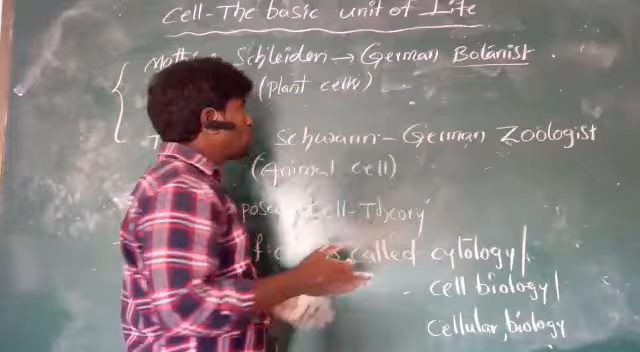 Cell-The basic unit of Life
Schleiden → German Botanist
(Plant cells)
Schwann - German Zoologist
(Animal cell)
Cell-Theory
called cytology/
cell biology/
Cellular biology